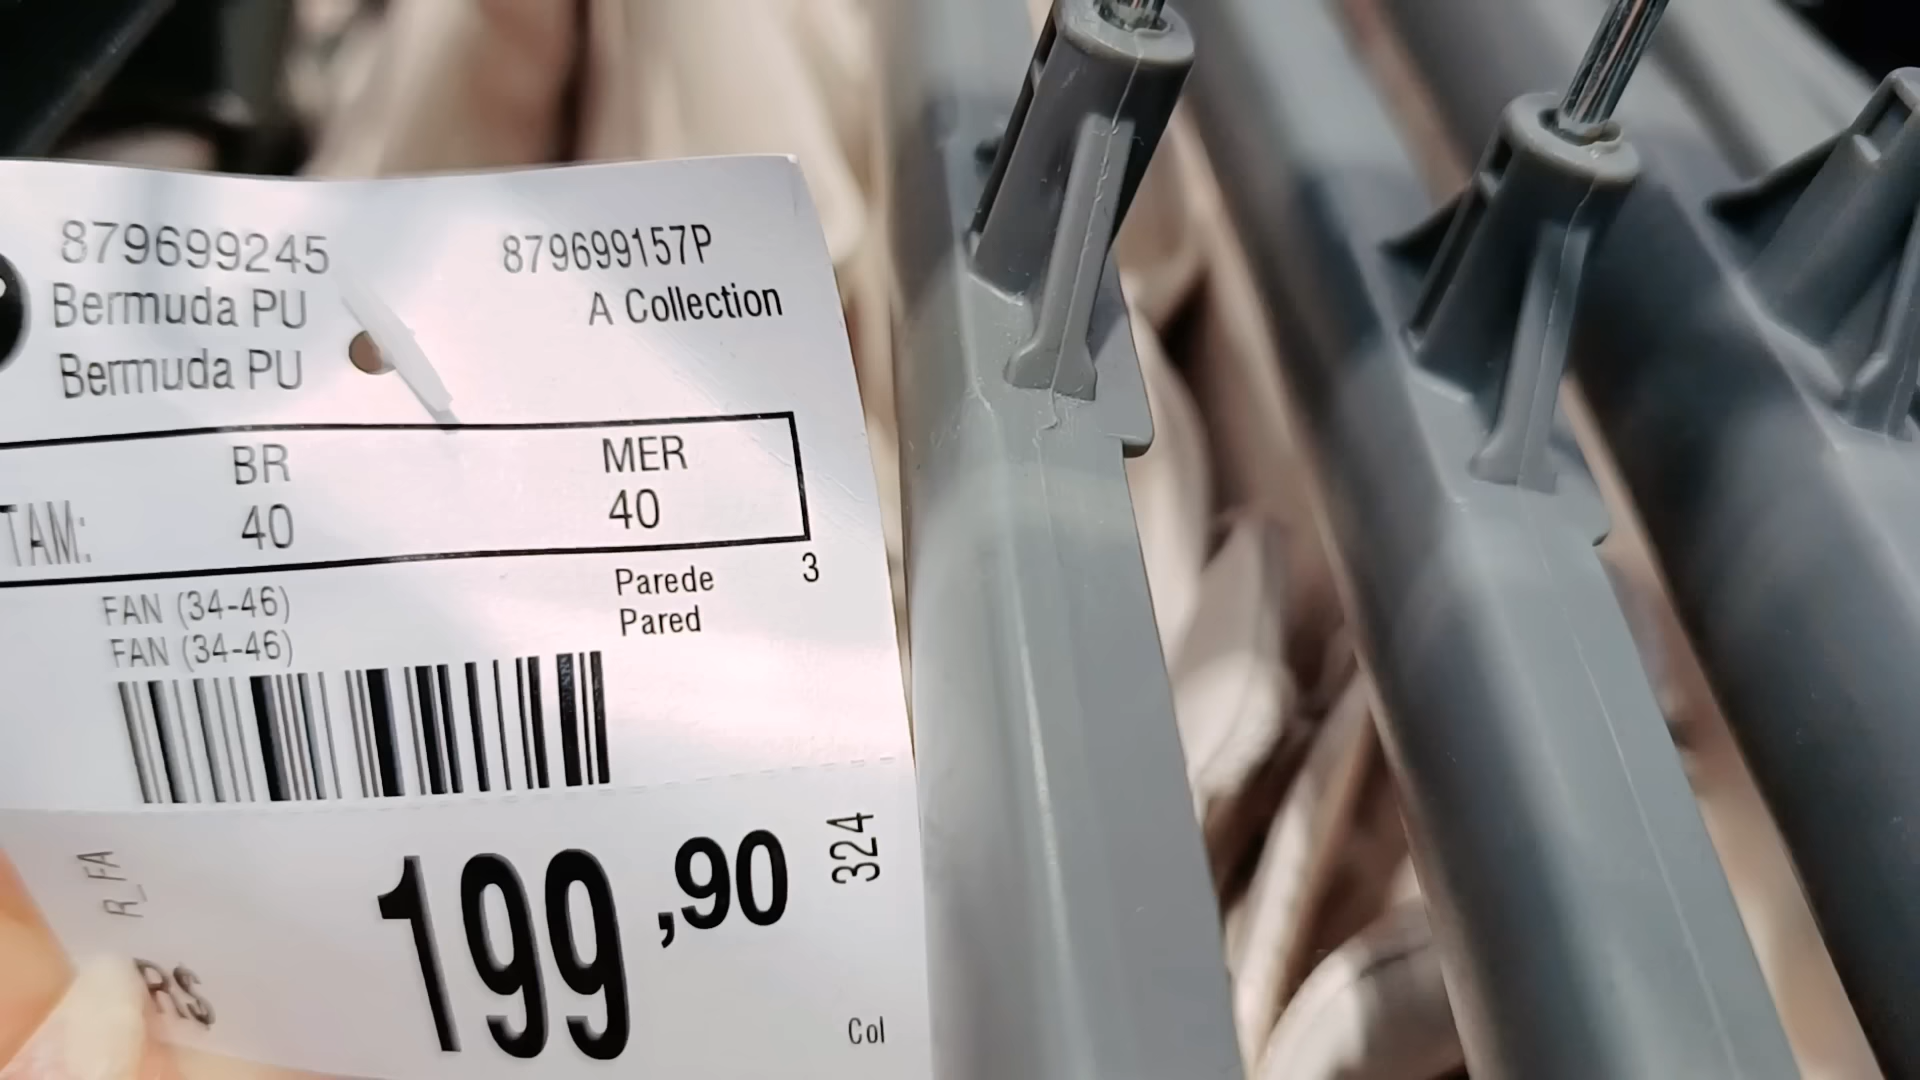 879699245
879699157P
Bermuda PU
A Collection
Bermuda PU
BR
MER
TAM:
40
40
FAN (34-46)
Parede
3
FAN (34-46)
Pared
R_FA
R$
199,90
324
Col